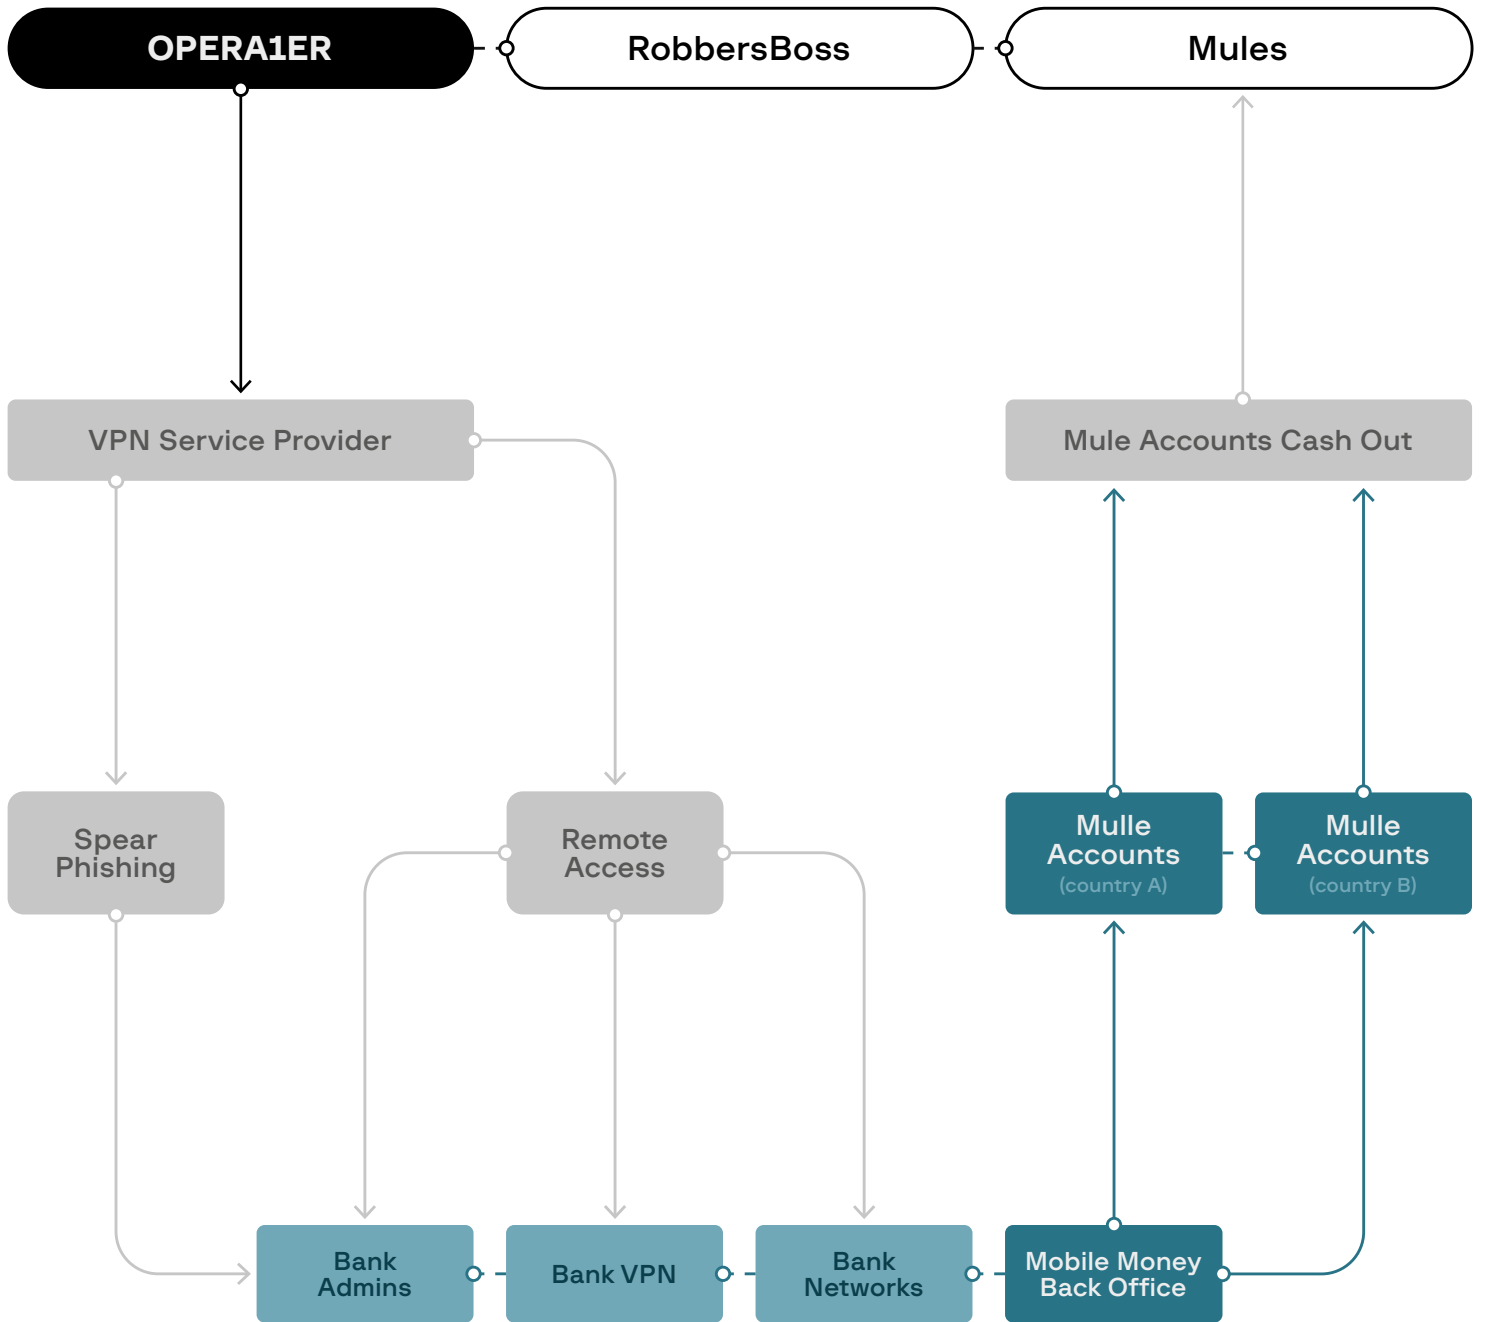 OPERA1ER
RobbersBoss
Mules
VPN Service Provider
Mule Accounts Cash Out
Spear
Phishing
Remote
Access
Mulle
Accounts
(country A)
Mulle
Accounts
(country B)
Bank
Admins
Bank VPN
Bank
Networks
Mobile Money
Back Office